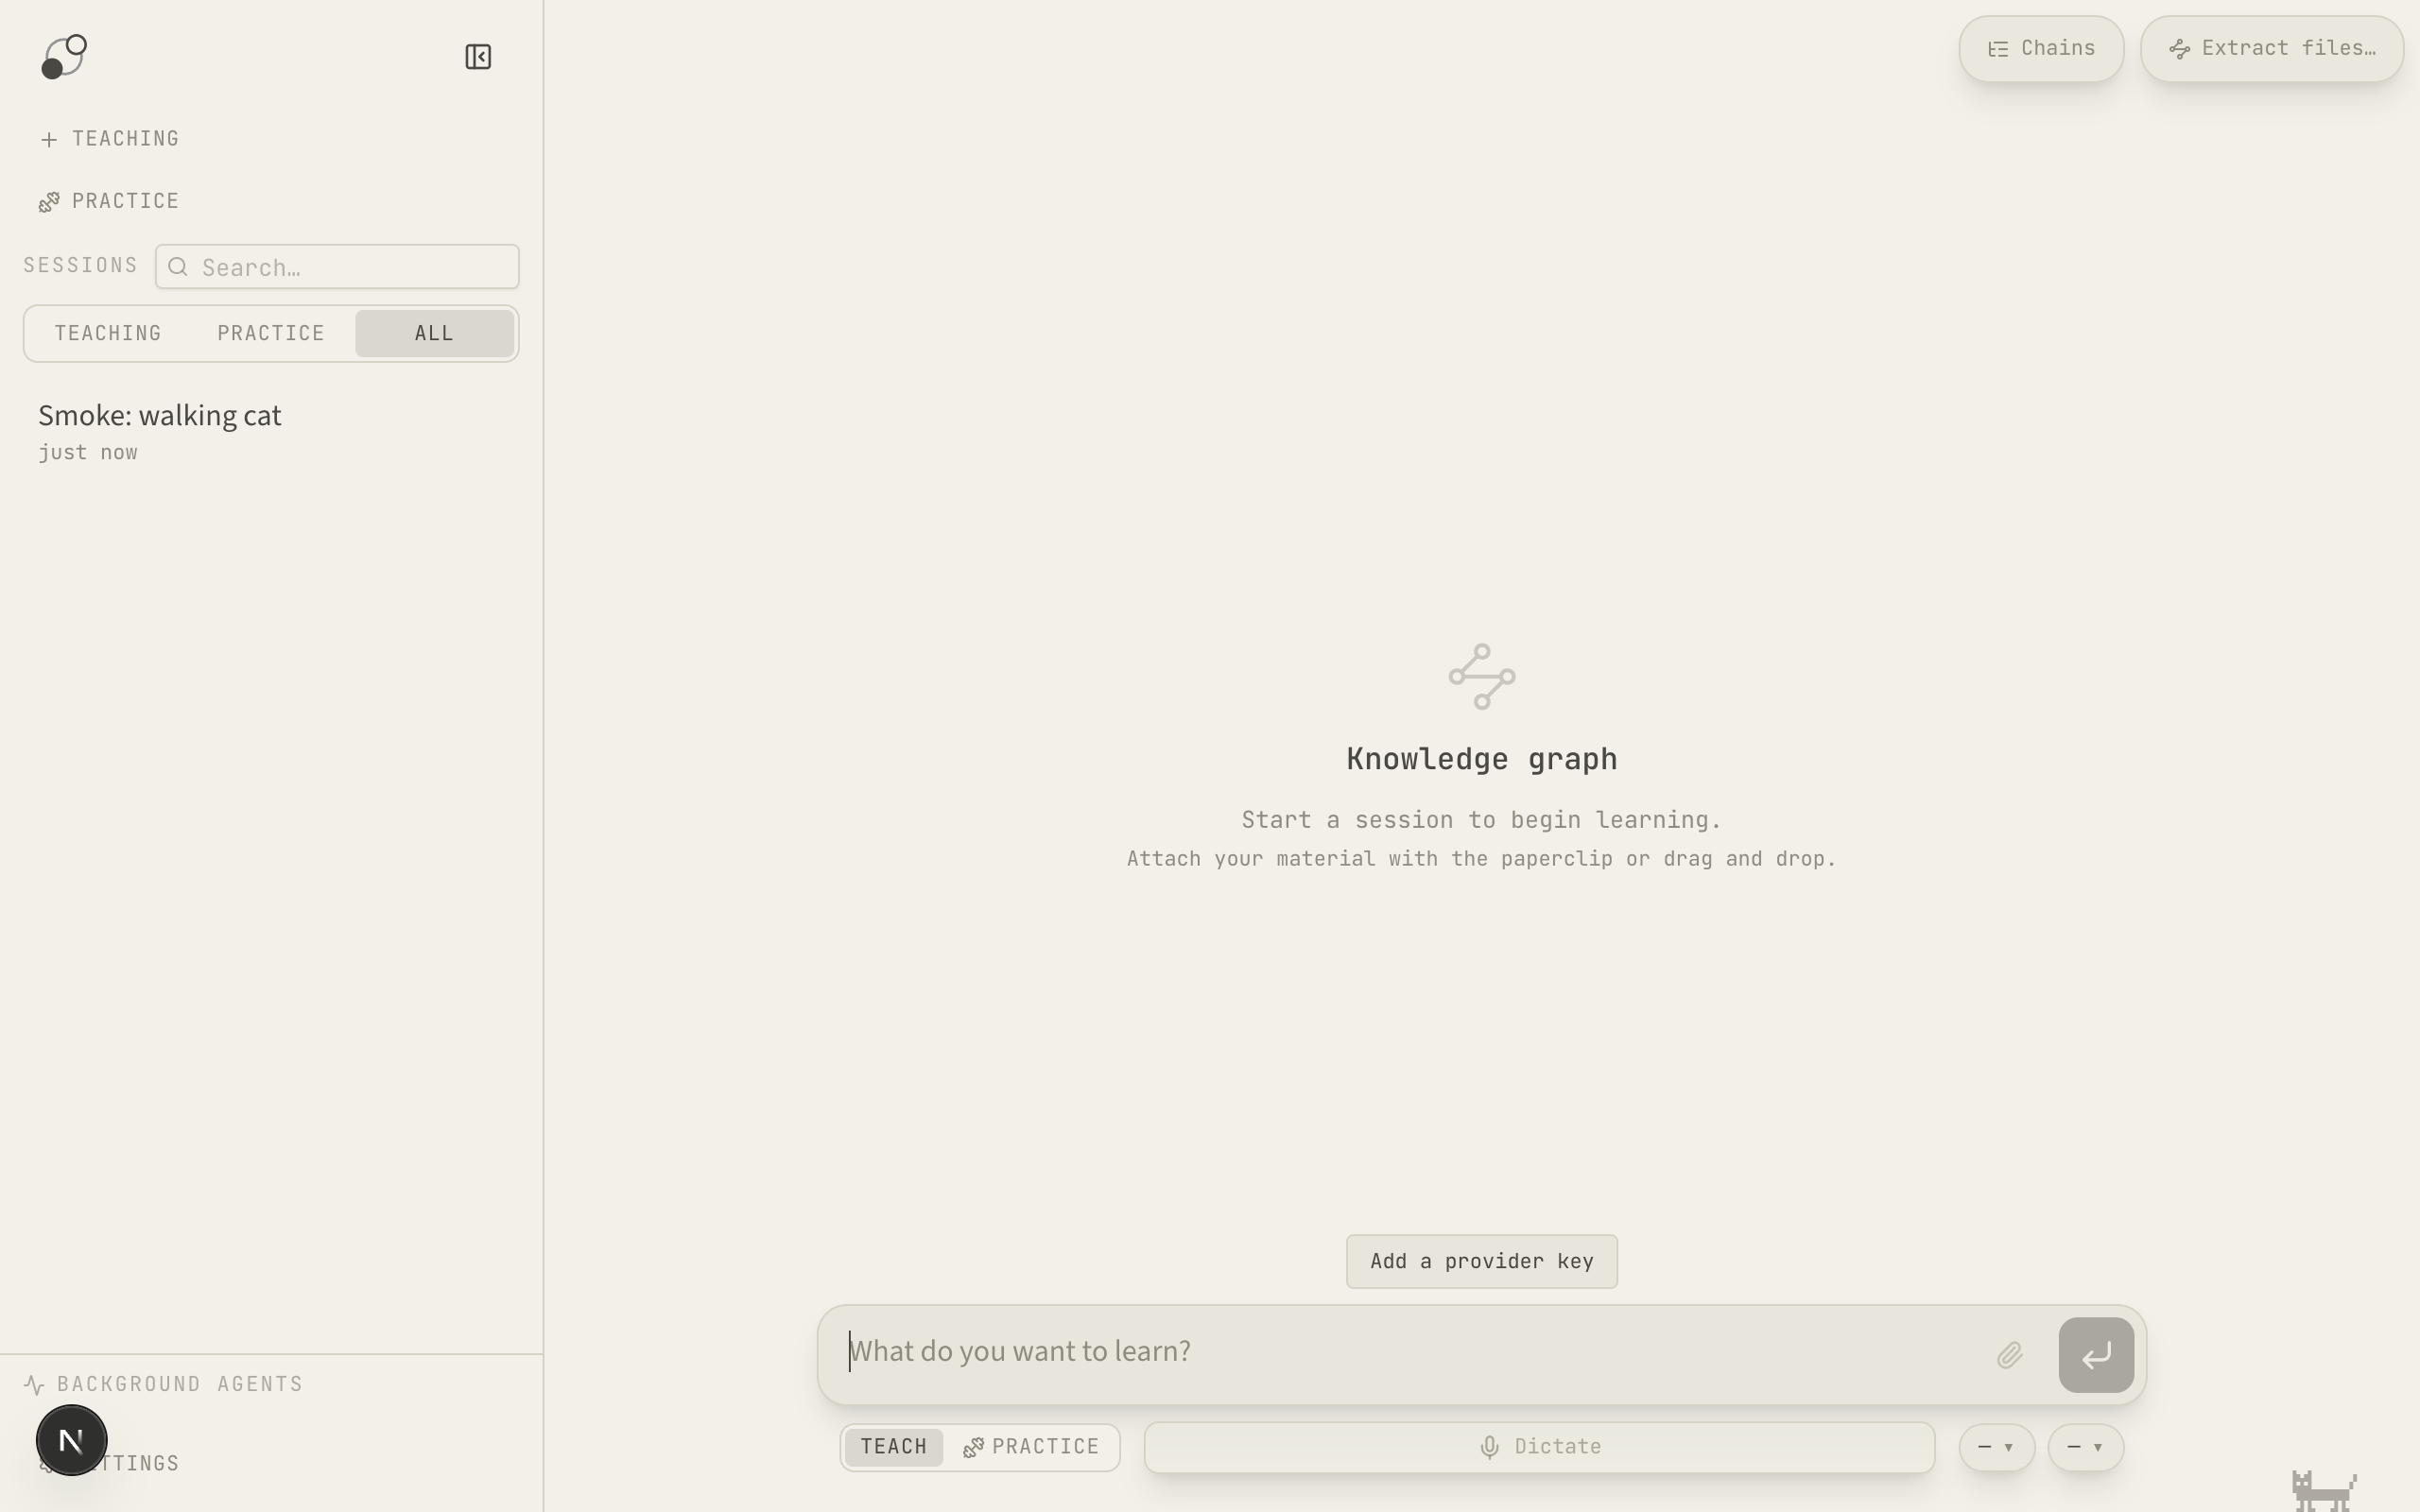 Chains
Extract files…
TEACHING
PRACTICE
SESSIONS
Search…
TEACHING PRACTICE ALL
Smoke: walking cat
just now
Knowledge graph
Start a session to begin learning.
Attach your material with the paperclip or drag and drop.
Add a provider key
What do you want to learn?
TEACH PRACTICE
Dictate
BACKGROUND AGENTS
N
TTINGS